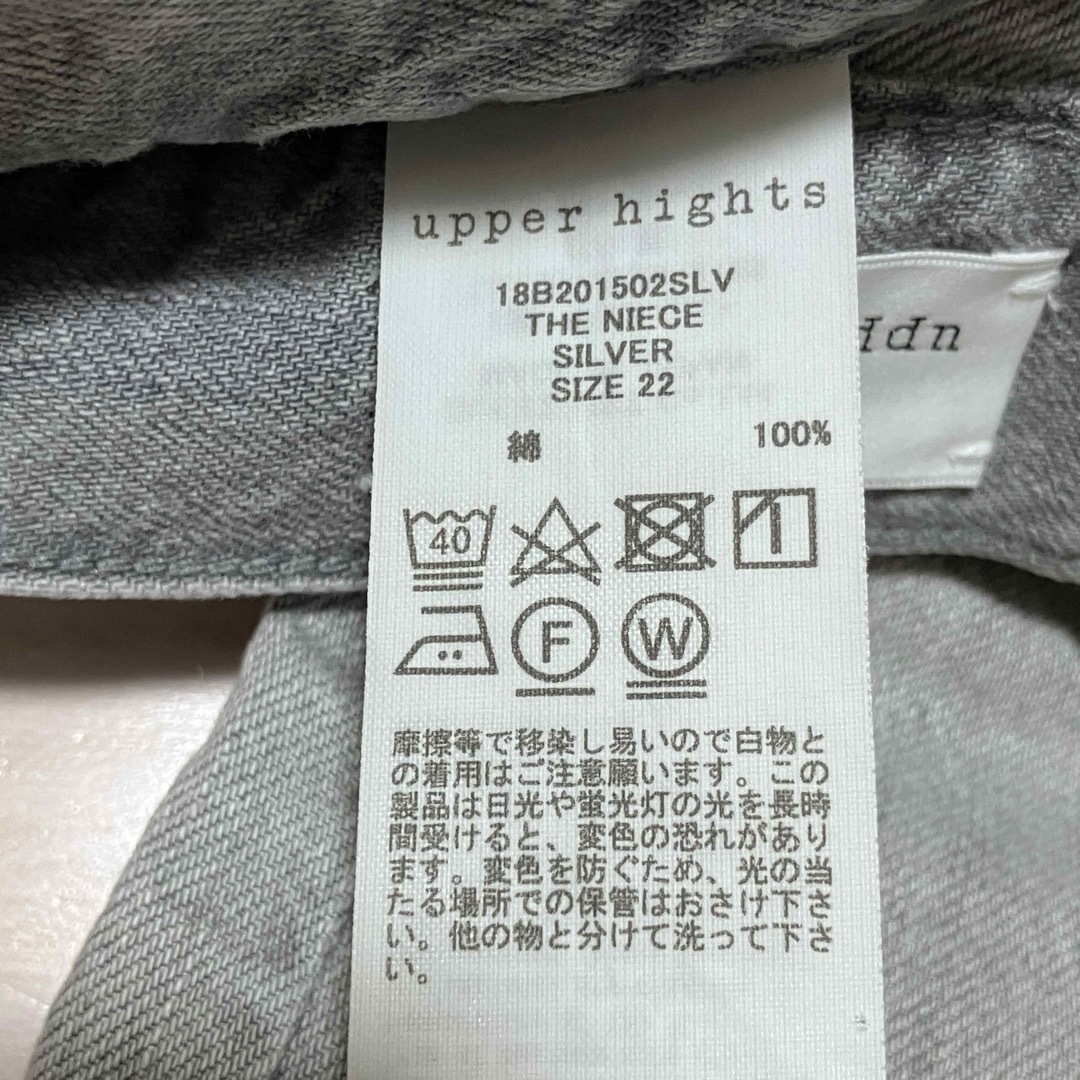 upper hights
18B201502SLV
THE NIECE
SILVER
SIZE 22
綿 100%
40
F W
摩擦等で移染し易いので白物と
の着用はご注意願います。この
製品は日光や蛍光灯の光を長時
間受けると、変色の恐れがあり
ます。変色を防ぐため、光の当
たる場所での保管はおさけ下さ
い。他の物と分けて洗って下さ
い。